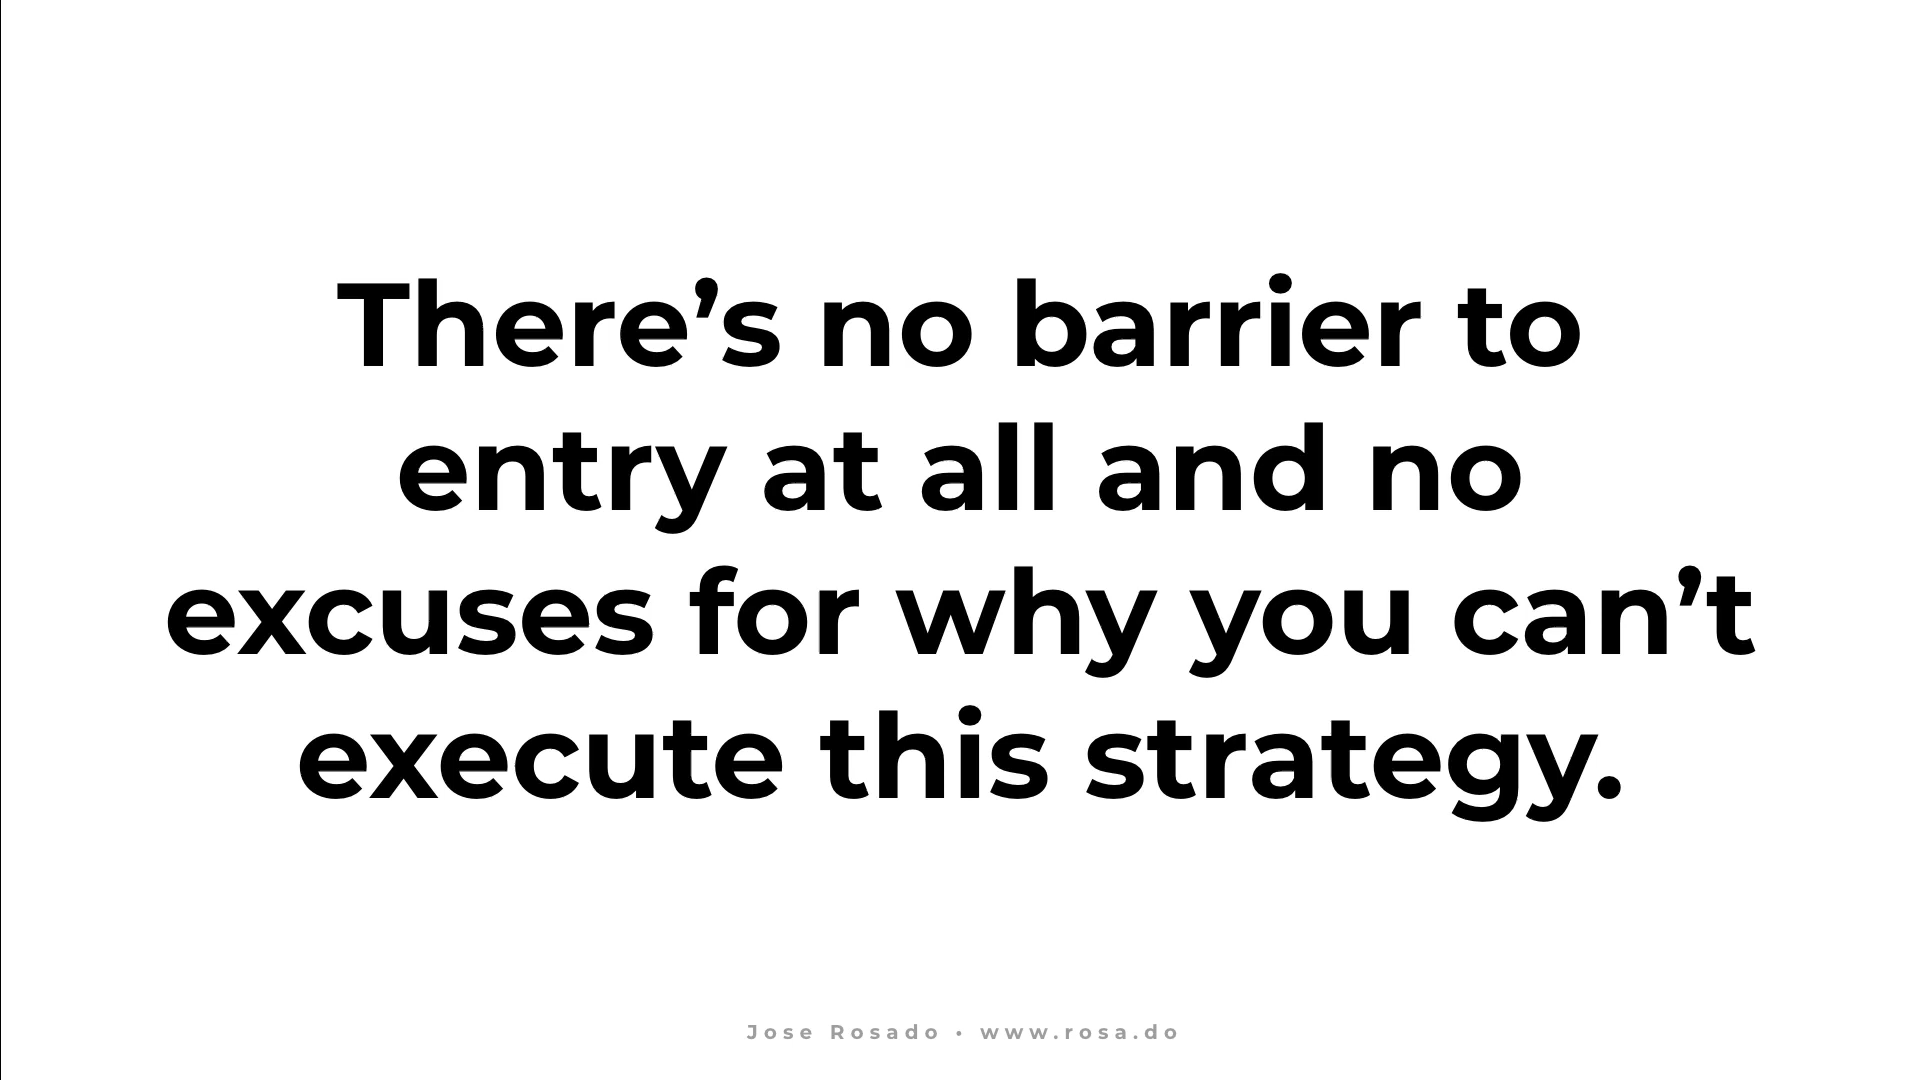 There’s no barrier to
entry at all and no
excuses for why you can’t
execute this strategy.
Jose Rosado • www.rosa.do